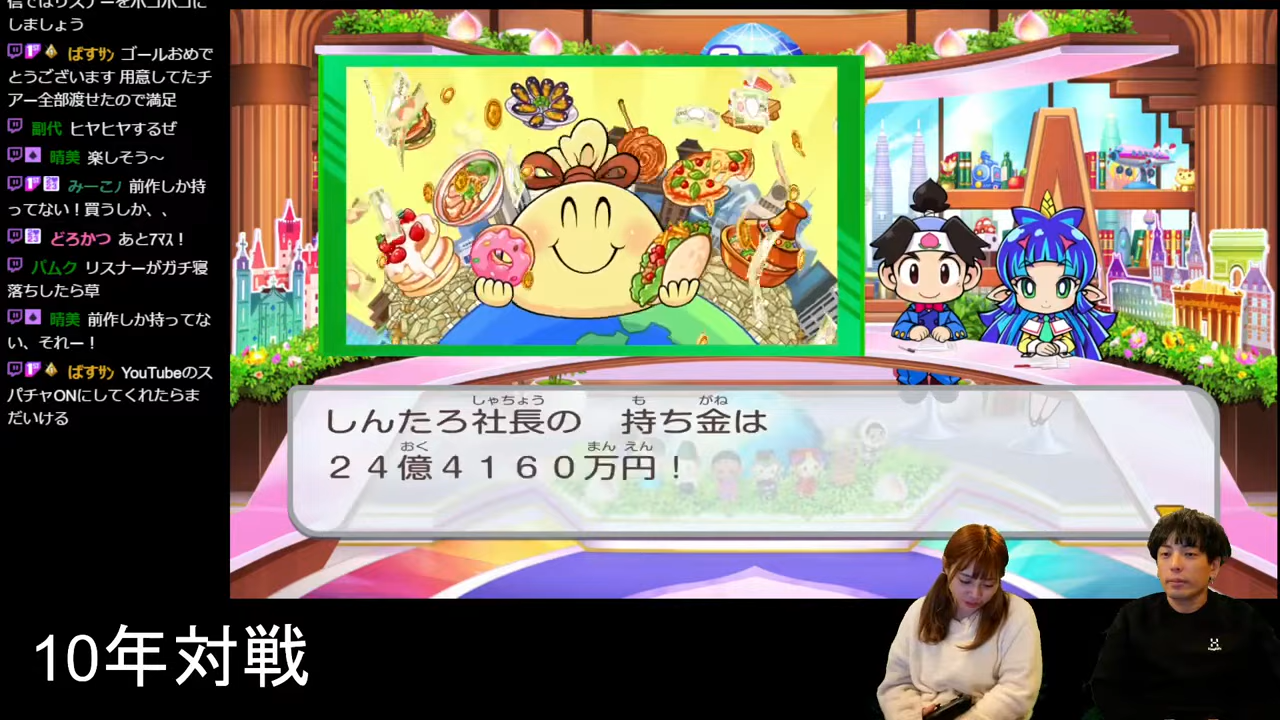 信ではリスナーをボコボコに
しましょう
ぱすサン ゴールおめで
とうございます 用意してたチ
アー全部渡せたので満足
副代 ヒヤヒヤするぜ
晴美 楽しそう〜
みーこﾉ 前作しか持
ってない！買うしか、、
どろかつ あとｱﾏｽ！
バムク リスナーがガチ寝
落ちしたら草
晴美 前作しか持ってな
い、それー！
ぱすサン YouTubeのス
パチャONにしてくれたらま
だいける
しゃちょう も がね
しんたろ社長の 持ち金は
おく まん えん
２４億４１６０万円！
10年対戦